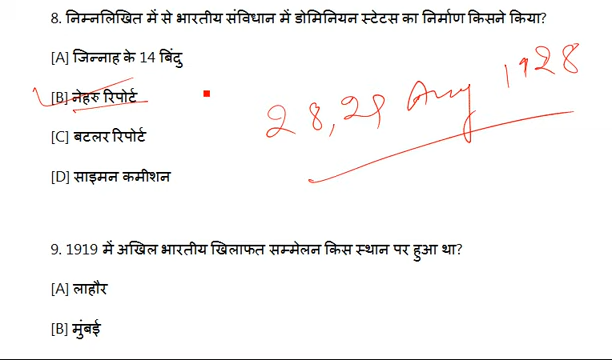 8. निम्नलिखित में से भारतीय संविधान में डोमिनियन स्टेटस का निर्माण किसने किया?
[A] जिन्नाह के 14 बिंदु
[B] नेहरु रिपोर्ट
28, 29 Aug 1928
[C] बटलर रिपोर्ट
[D] साइमन कमीशन
9. 1919 में अखिल भारतीय खिलाफत सम्मेलन किस स्थान पर हुआ था?
[A] लाहौर
[B] मुंबई